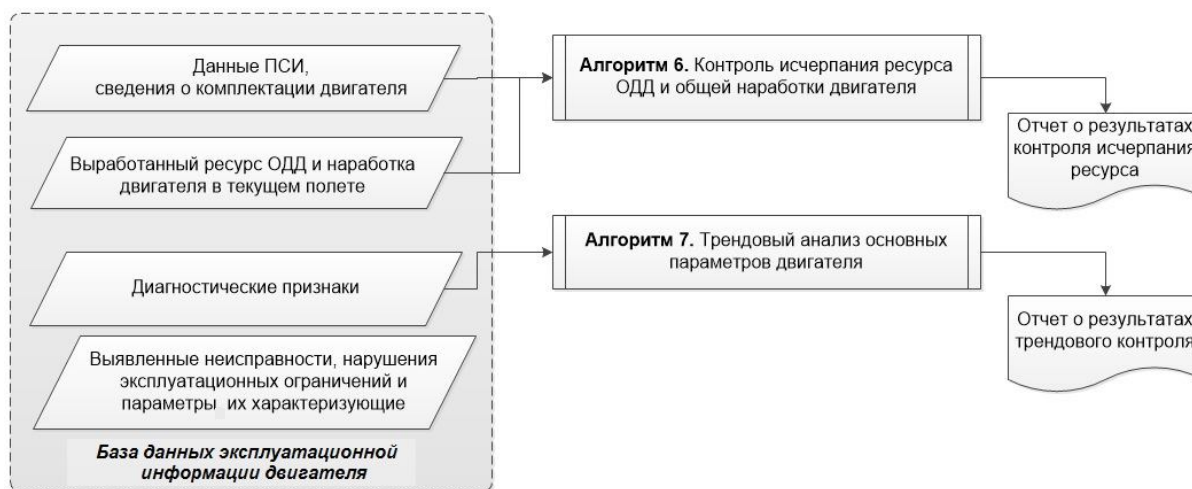 Данные ПСИ,
сведения о комплектации двигателя
Выработанный ресурс ОДД и наработка
двигателя в текущем полете
Диагностические признаки
Выявленные неисправности, нарушения
эксплуатационных ограничений и
параметры их характеризующие
База данных эксплуатационной
информации двигателя
Алгоритм 6. Контроль исчерпания ресурса
ОДД и общей наработки двигателя
Отчет о результатах
контроля исчерпания
ресурса
Алгоритм 7. Трендовый анализ основных
параметров двигателя
Отчет о результатах
трендового контроля